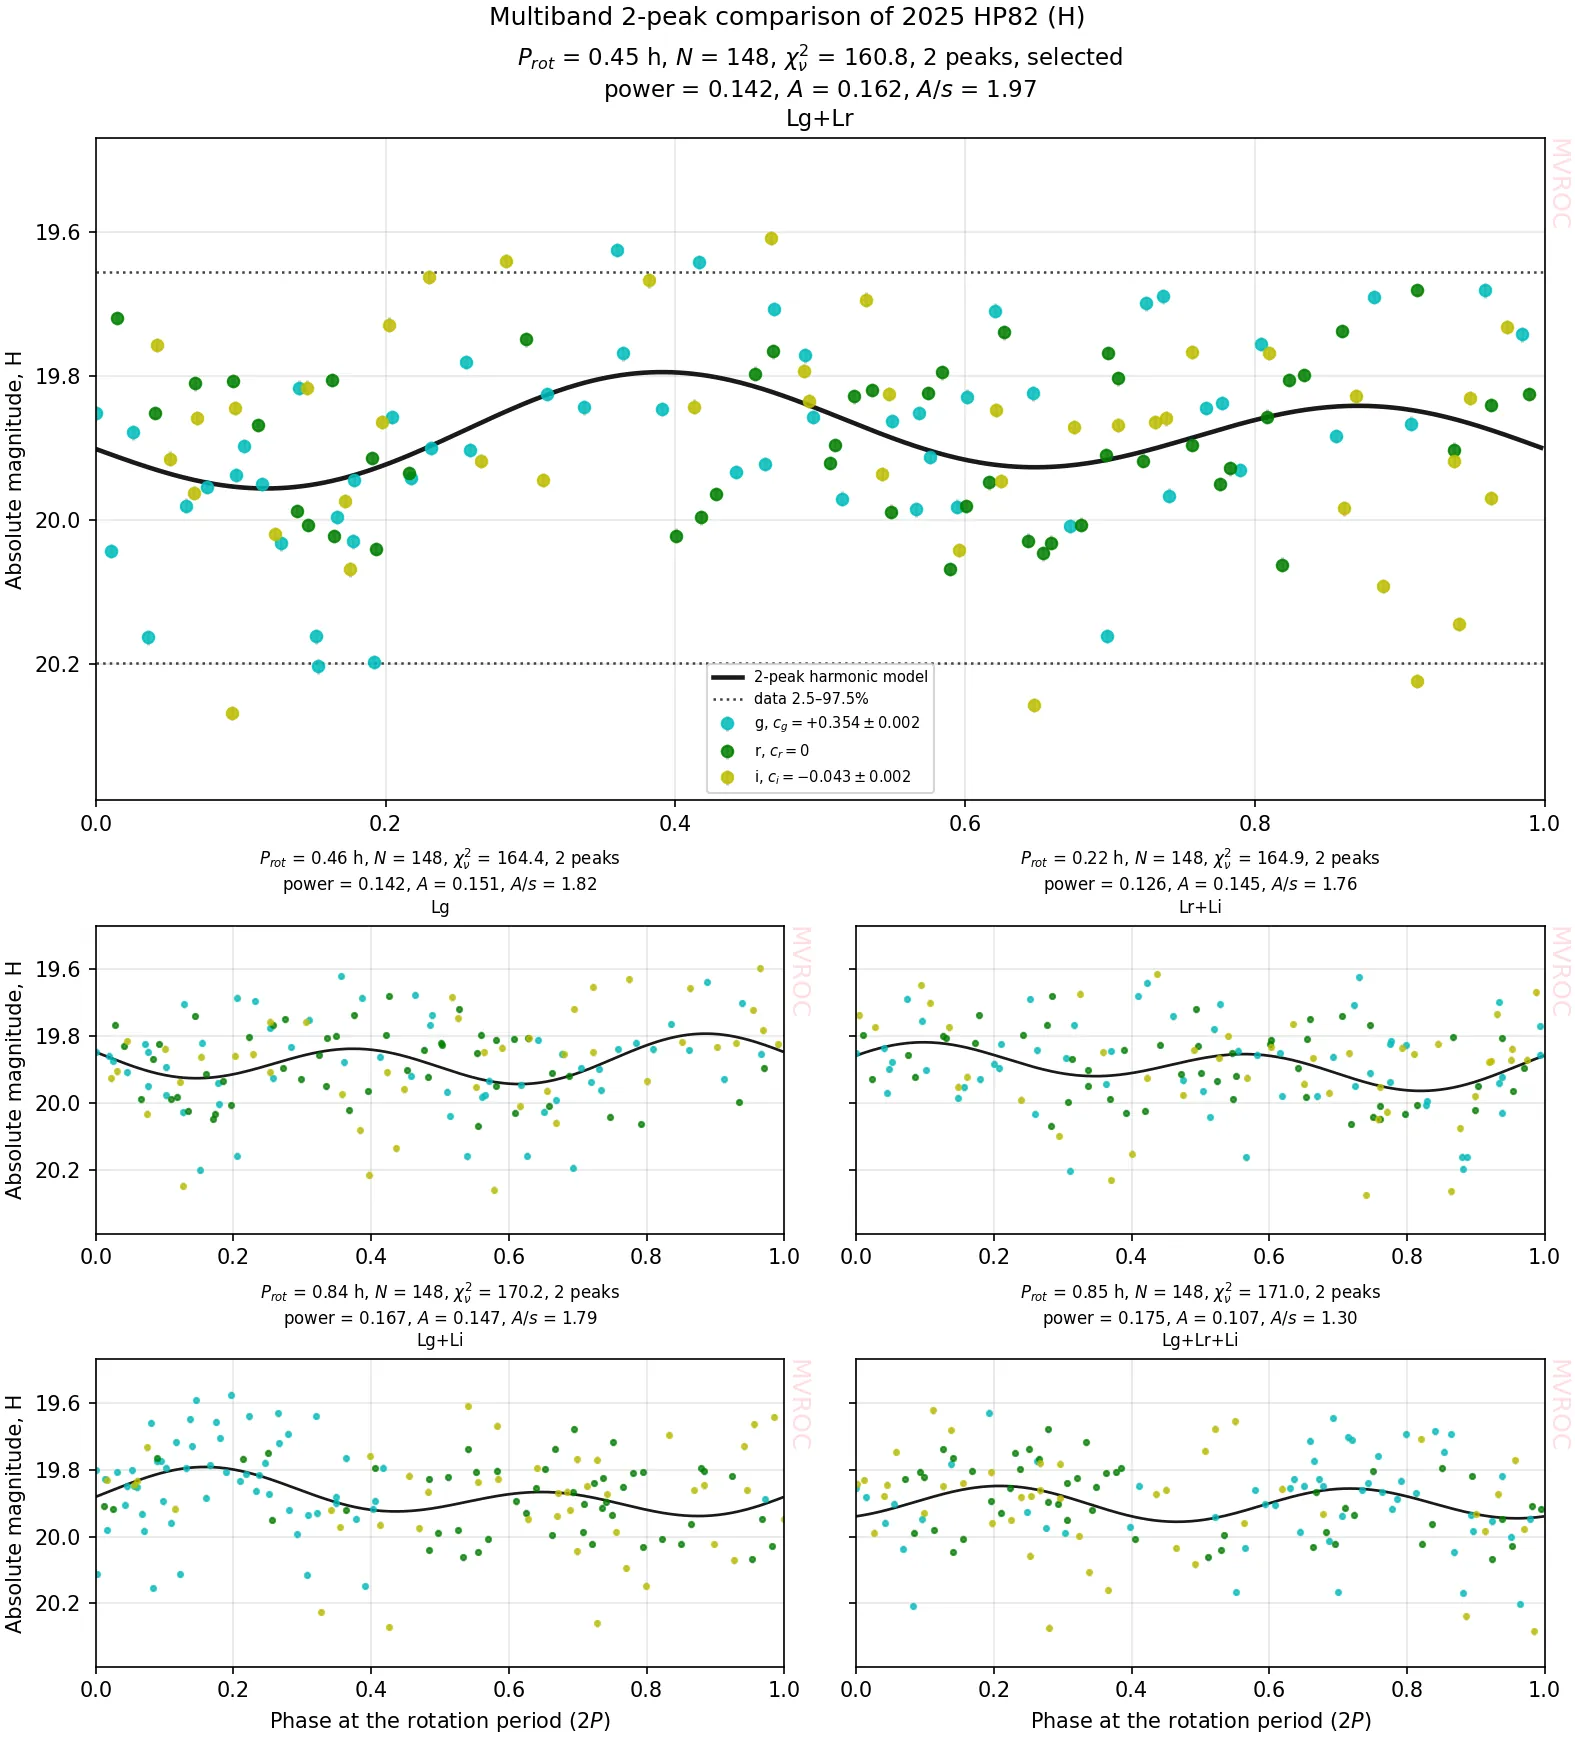 Multiband 2-peak comparison of 2025 HP82 (H)
P_rot = 0.45 h, N = 148, χ²_ν = 160.8, 2 peaks, selected
power = 0.142, A = 0.162, A/s = 1.97
Lg+Lr
Absolute magnitude, H
19.6
19.8
20.0
20.2
0.0 0.2 0.4 0.6 0.8 1.0
2-peak harmonic model
data 2.5–97.5%
g, c_g = +0.354 ± 0.002
r, c_r = 0
i, c_i = −0.043 ± 0.002
MVROC
P_rot = 0.46 h, N = 148, χ²_ν = 164.4, 2 peaks
power = 0.142, A = 0.151, A/s = 1.82
Lg
Absolute magnitude, H
19.6
19.8
20.0
20.2
0.0 0.2 0.4 0.6 0.8 1.0
MVROC
P_rot = 0.22 h, N = 148, χ²_ν = 164.9, 2 peaks
power = 0.126, A = 0.145, A/s = 1.76
Lr+Li
0.0 0.2 0.4 0.6 0.8 1.0
MVROC
P_rot = 0.84 h, N = 148, χ²_ν = 170.2, 2 peaks
power = 0.167, A = 0.147, A/s = 1.79
Lg+Li
Absolute magnitude, H
19.6
19.8
20.0
20.2
0.0 0.2 0.4 0.6 0.8 1.0
Phase at the rotation period (2P)
MVROC
P_rot = 0.85 h, N = 148, χ²_ν = 171.0, 2 peaks
power = 0.175, A = 0.107, A/s = 1.30
Lg+Lr+Li
0.0 0.2 0.4 0.6 0.8 1.0
Phase at the rotation period (2P)
MVROC